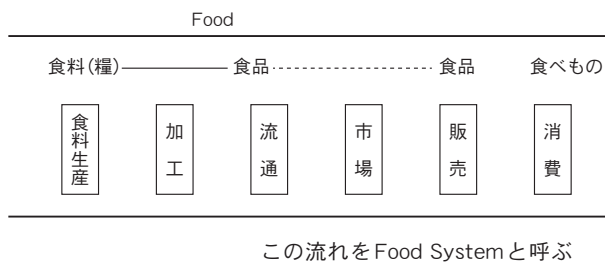 Food
食料(糧) 食品 食品 食べもの
食料生産 加工 流通 市場 販売 消費
この流れをFood Systemと呼ぶ